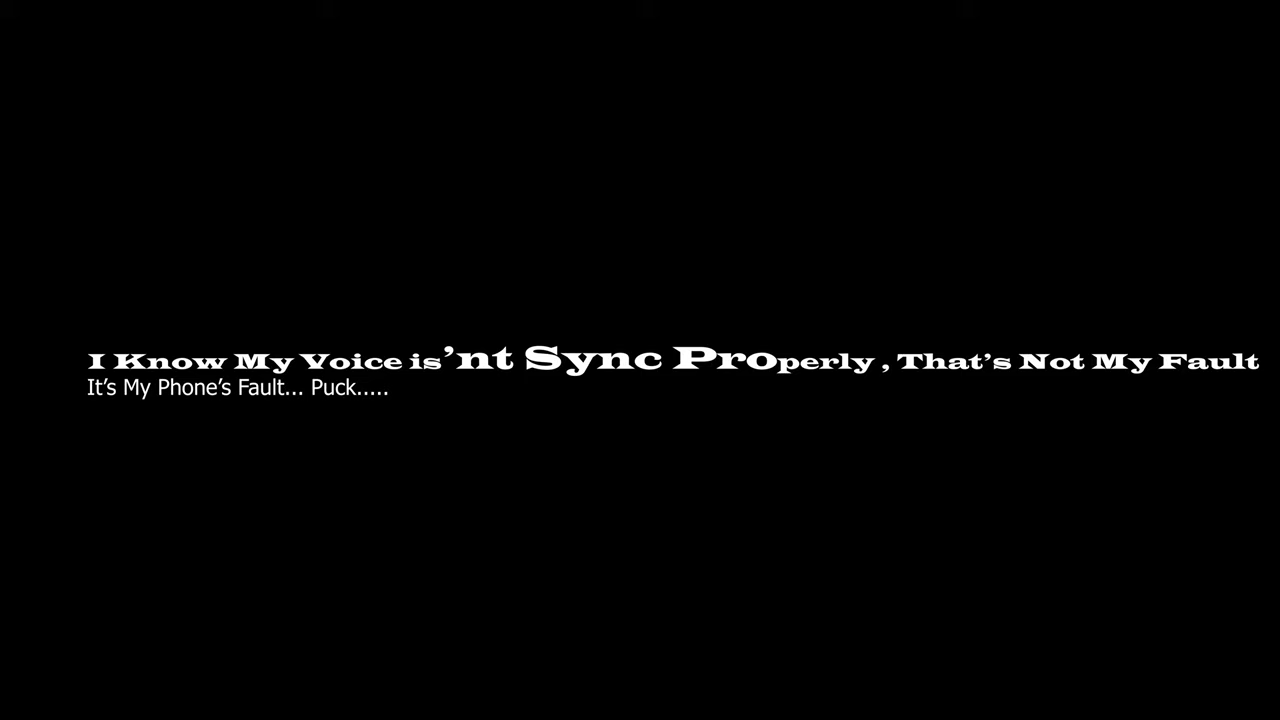 I Know My Voice is’nt Sync Properly , That’s Not My Fault
It’s My Phone’s Fault... Puck.....